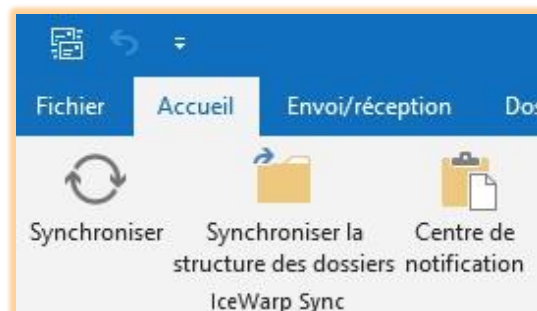 Fichier Accueil Envoi/réception
Synchroniser Synchroniser la Centre de
structure des dossiers notification
IceWarp Sync